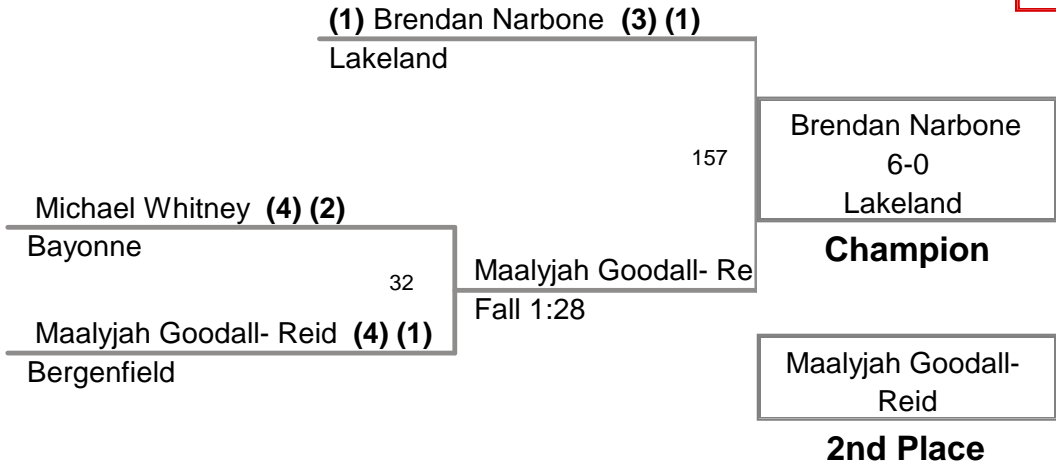 (1) Brendan Narbone (3) (1)
Lakeland
157
Brendan Narbone
6-0
Lakeland
Champion
Michael Whitney (4) (2)
Bayonne
32
Maalyjah Goodall- Re
Fall 1:28
Maalyjah Goodall- Reid (4) (1)
Bergenfield
Maalyjah Goodall-
Reid
2nd Place